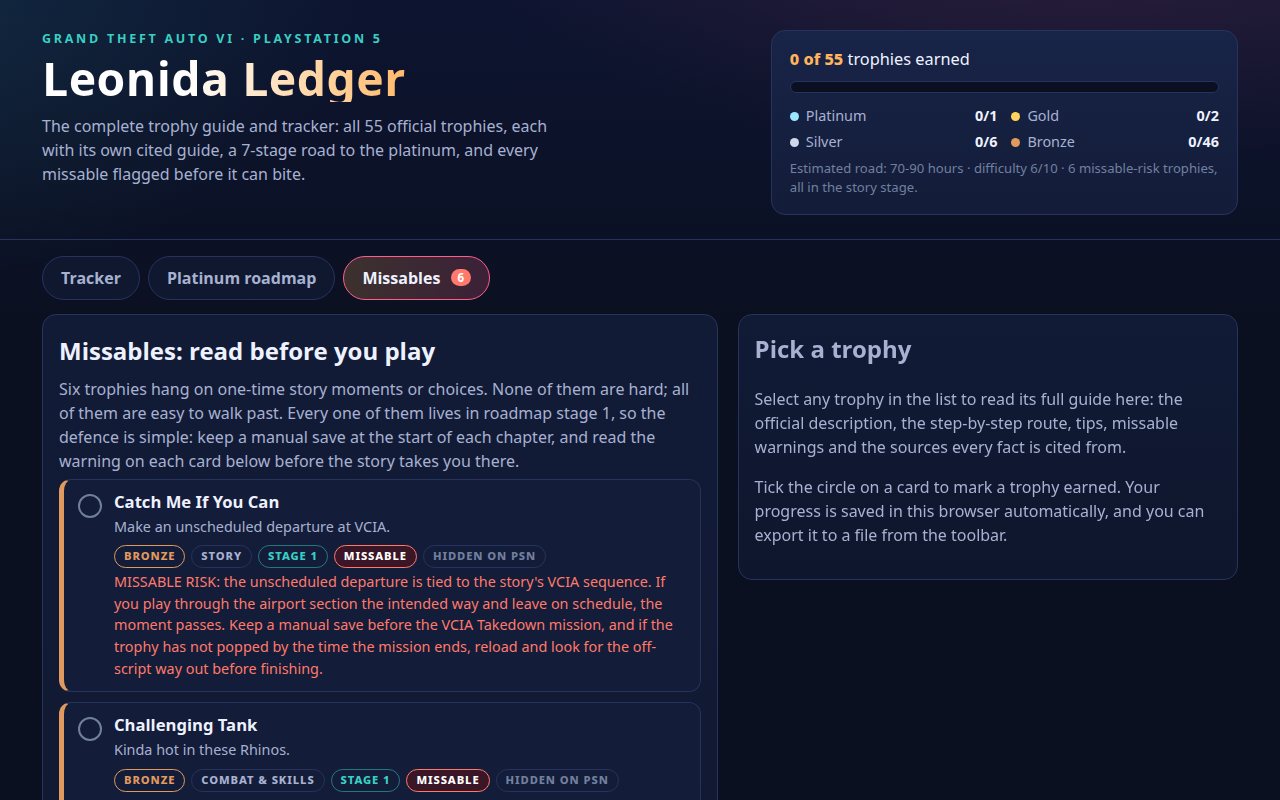 GRAND THEFT AUTO VI · PLAYSTATION 5
Leonida Ledger
The complete trophy guide and tracker: all 55 official trophies, each
with its own cited guide, a 7-stage road to the platinum, and every
missable flagged before it can bite.
0 of 55 trophies earned
Platinum 0/1 Gold 0/2
Silver 0/6 Bronze 0/46
Estimated road: 70-90 hours · difficulty 6/10 · 6 missable-risk trophies,
all in the story stage.
Tracker Platinum roadmap Missables 6
Missables: read before you play
Six trophies hang on one-time story moments or choices. None of them are hard; all
of them are easy to walk past. Every one of them lives in roadmap stage 1, so the
defence is simple: keep a manual save at the start of each chapter, and read the
warning on each card below before the story takes you there.
Catch Me If You Can
Make an unscheduled departure at VCIA.
BRONZE STORY STAGE 1 MISSABLE HIDDEN ON PSN
MISSABLE RISK: the unscheduled departure is tied to the story's VCIA sequence. If
you play through the airport section the intended way and leave on schedule, the
moment passes. Keep a manual save before the VCIA Takedown mission, and if the
trophy has not popped by the time the mission ends, reload and look for the off-
script way out before finishing.
Challenging Tank
Kinda hot in these Rhinos.
BRONZE COMBAT & SKILLS STAGE 1 MISSABLE HIDDEN ON PSN
Pick a trophy
Select any trophy in the list to read its full guide here: the
official description, the step-by-step route, tips, missable
warnings and the sources every fact is cited from.
Tick the circle on a card to mark a trophy earned. Your
progress is saved in this browser automatically, and you can
export it to a file from the toolbar.